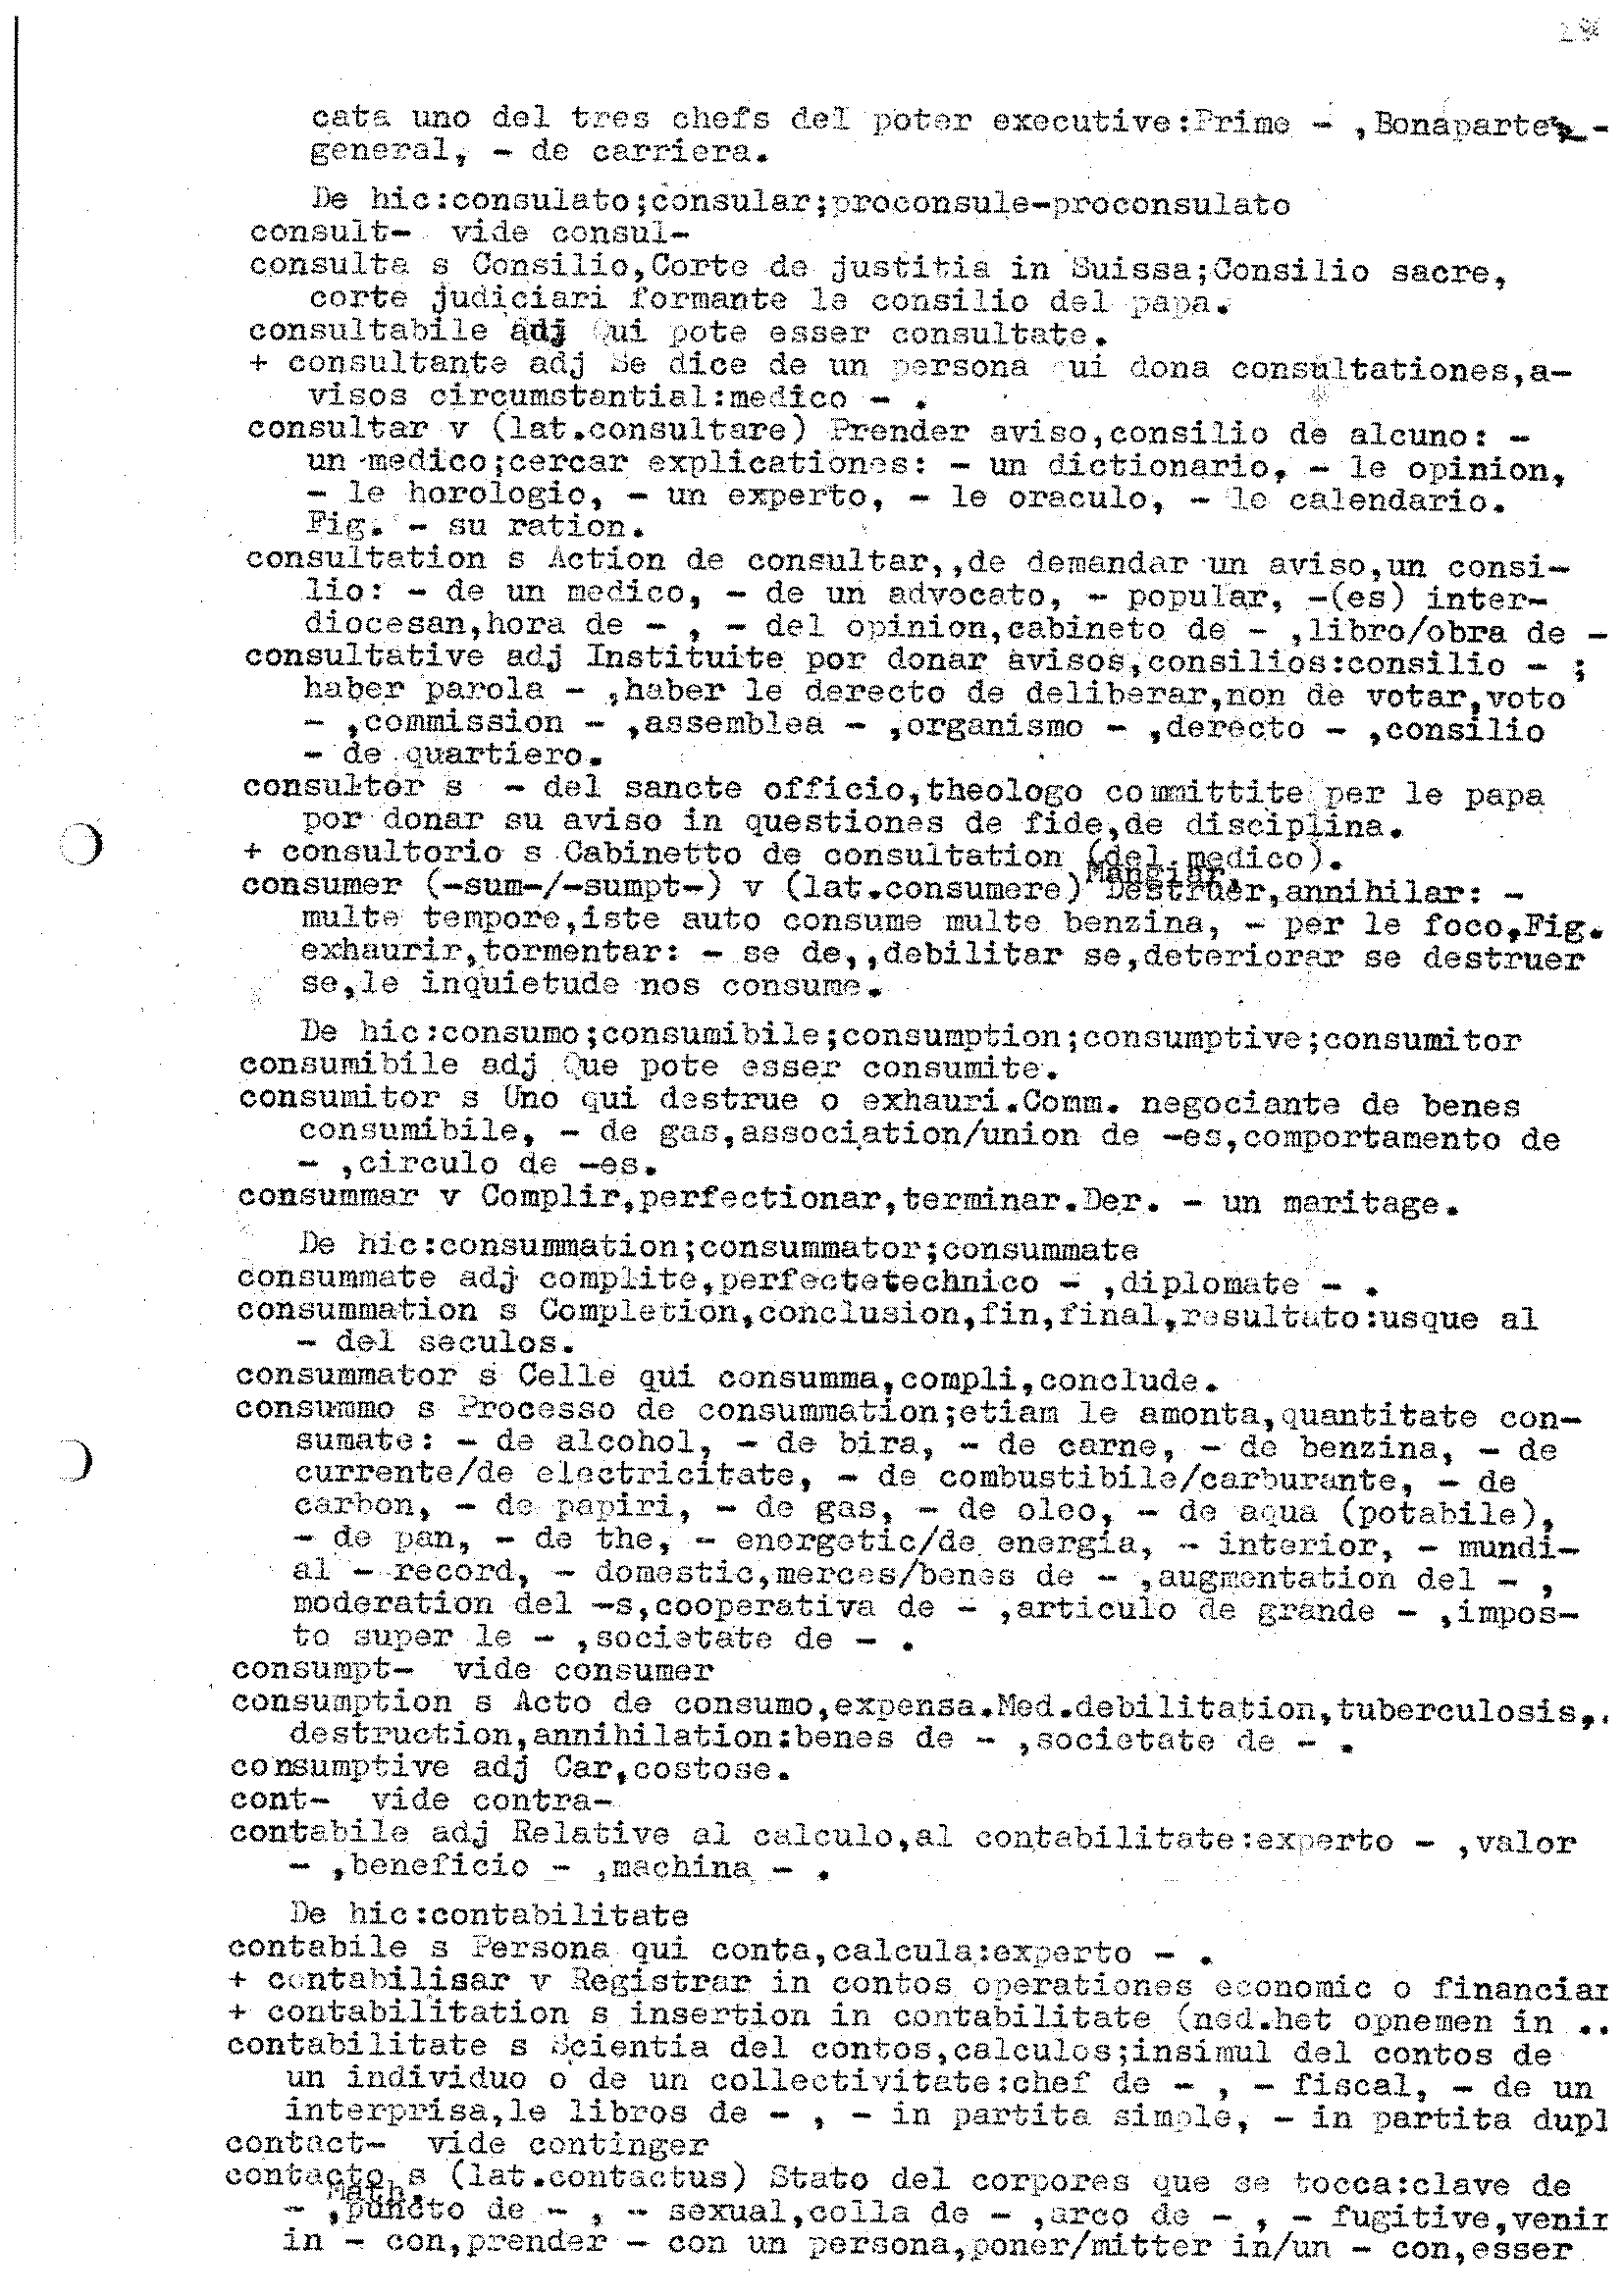 cata uno del tres chefs del poter executive:Prime - ,Bonaparte, -
general, - de carriera.
De hic:consulato;consular;proconsule-proconsulato
consult- vide consul-
consulta s Consilio,Corte de justitia in Suissa;Consilio sacre,
corte judiciari formante le consilio del papa.
consultabile adj Qui pote esser consultate.
+ consultante adj Se dice de un persona qui dona consultationes,a-
visos circumstantial:medico - .
consultar v (lat.consultare) Prender aviso,consilio de alcuno: -
un medico;cercar explicationes: - un dictionario, - le opinion,
- le horologio, - un experto, - le oraculo, - le calendario.
Fig. - su ration.
consultation s Action de consultar,,de demandar un aviso,un consi-
lio: - de un medico, - de un advocato, - popular, -(es) inter-
diocesan,hora de - , - del opinion,cabineto de - ,libro/obra de -
consultative adj Instituite por donar avisos,consilios:consilio - ;
haber parola - ,haber le derecto de deliberar,non de votar,voto
- ,commission - ,assemblea - ,organismo - ,derecto - ,consilio
- de quartiero.
consultor s - del sancte officio,theologo committite per le papa
por donar su aviso in questiones de fide,de disciplina.
+ consultorio s Cabinetto de consultation (del medico).
Mangiar,
consumer (-sum-/-sumpt-) v (lat.consumere) Destruer,annihilar: -
multe tempore,iste auto consume multe benzina, - per le foco,Fig.
exhaurir,tormentar: - se de,,debilitar se,deteriorar se destruer
se,le inquietude nos consume.
De hic:consumo;consumibile;consumption;consumptive;consumitor
consumibile adj Que pote esser consumite.
consumitor s Uno qui destrue o exhauri.Comm. negociante de benes
consumibile, - de gas,association/union de -es,comportamento de
- ,circulo de -es.
consummar v Complir,perfectionar,terminar.Der. - un maritage.
De hic:consummation;consummator;consummate
consummate adj complite,perfectetechnico - ,diplomate - .
consummation s Completion,conclusion,fin,final,resultato:usque al
- del seculos.
consummator s Celle qui consumma,compli,conclude.
consummo s Processo de consummation;etiam le amonta,quantitate con-
sumate: - de alcohol, - de bira, - de carne, - de benzina, - de
currente/de electricitate, - de combustibile/carburante, - de
carbon, - de papiri, - de gas, - de oleo, - de aqua (potabile),
- de pan, - de the, - energetic/de energia, - interior, - mundi-
al - record, - domestic,merces/benes de - ,augmentation del - ,
moderation del -s,cooperativa de - ,articulo de grande - ,impos-
to super le - ,societate de - .
consumpt- vide consumer
consumption s Acto de consumo,expensa.Med.debilitation,tuberculosis,.
destruction,annihilation:benes de - ,societate de - .
consumptive adj Car,costose.
cont- vide contra-
contabile adj Relative al calculo,al contabilitate:experto - ,valor
- ,beneficio - ,machina - .
De hic:contabilitate
contabile s Persona qui conta,calcula:experto - .
+ contabilisar v Registrar in contos operationes economic o financiar
+ contabilitation s insertion in contabilitate (ned.het opnemen in ..
contabilitate s Scientia del contos,calculos;insimul del contos de
un individuo o de un collectivitate:chef de - , - fiscal, - de un
interprisa,le libros de - , - in partita simple, - in partita dupl
contact- vide continger
contacto s (lat.contactus) Stato del corpores que se tocca:clave de
Math.
- ,puncto de - , - sexual,colla de - ,arco de - , - fugitive,venir
in - con,prender - con un persona,poner/mitter in/un - con,esser